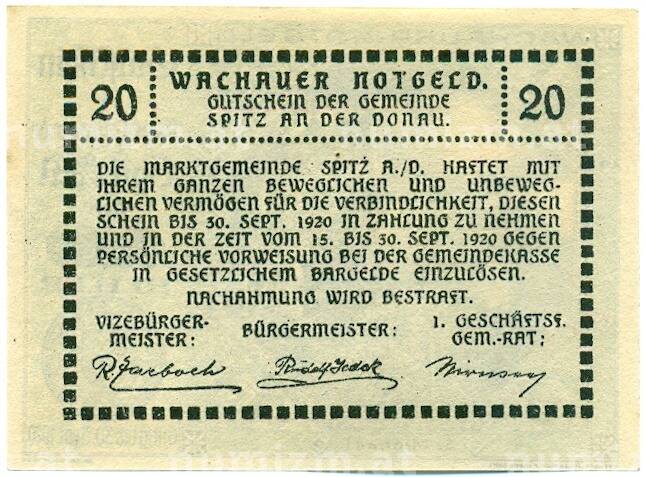 WACHAUER NOTGELD.
20 GUTSCHEIN DER GEMEINDE 20
SPITZ AN DER DONAU.
DIE MARKTGEMEINDE SPITZ A./D. HAFTET MIT
IHREM GANZEN BEWEGLICHEN UND UNBEWEG-
LICHEN VERMÖGEN FÜR DIE VERBINDLICHKEIT, DIESEN
SCHEIN BIS 30. SEPT. 1920 IN ZAHLUNG ZU NEHMEN
UND IN DER ZEIT VOM 15. BIS 30. SEPT. 1920 GEGEN
PERSÖNLICHE VORWEISUNG BEI DER GEMEINDEKASSE
IN GESETZLICHEM BARGELDE EINZULÖSEN.
NACHAHMUNG WIRD BESTRAFT.
VIZEBÜRGER-
MEISTER:
BÜRGERMEISTER:
1. GESCHÄFTSF.
GEM.-RAT;
Rudolf
numizm.at